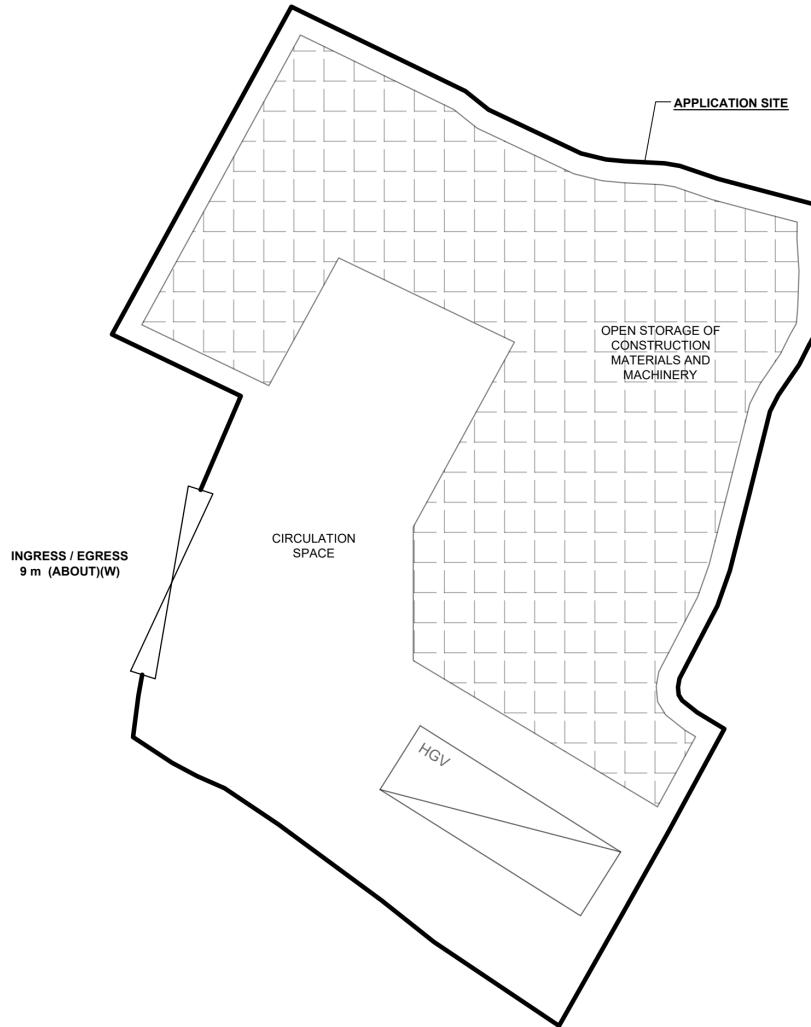 APPLICATION SITE
OPEN STORAGE OF
CONSTRUCTION
MATERIALS AND
MACHINERY
CIRCULATION
SPACE
INGRESS / EGRESS
9 m (ABOUT)(W)
HGV